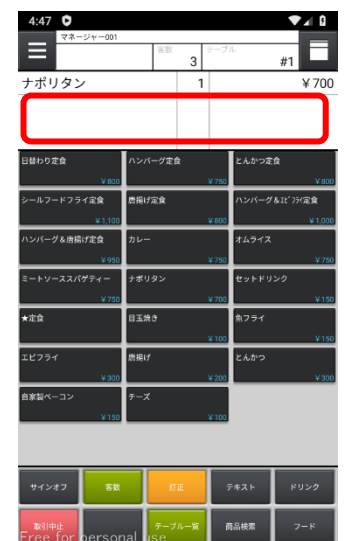 4:47
マネージャー001
客数 テーブル
3 #1
ナポリタン 1 ¥700
日替わり定食 ハンバーグ定食 とんかつ定食
¥800 ¥750 ¥800
シールフードフライ定食 唐揚げ定食 ハンバーグ&エビフライ定食
¥1,100 ¥800 ¥1,000
ハンバーグ&唐揚げ定食 カレー オムライス
¥950 ¥750 ¥750
ミートソーススパゲティー ナポリタン セットドリンク
¥750 ¥700 ¥150
★定食 目玉焼き 魚フライ
¥100 ¥150
エビフライ 唐揚げ とんかつ
¥300 ¥200 ¥300
自家製ベーコン チーズ
¥150 ¥100
サインオフ 客数 訂正 テキスト ドリンク
取引中止 テーブル一覧 商品検索 フード
Free for personal use